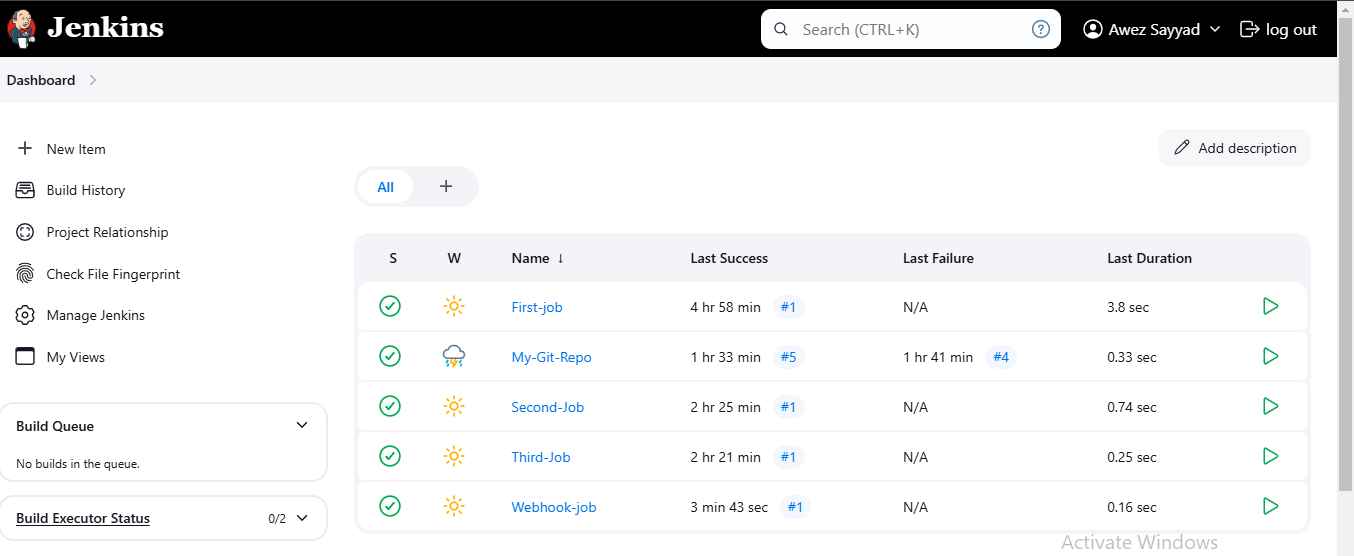 Jenkins
Search (CTRL+K)
?
Awez Sayyad
log out
Dashboard
New Item
Build History
Project Relationship
Check File Fingerprint
Manage Jenkins
My Views
Build Queue
No builds in the queue.
Build Executor Status 0/2
Add description
All +
S W Name ↓ Last Success Last Failure Last Duration
First-job 4 hr 58 min #1 N/A 3.8 sec
My-Git-Repo 1 hr 33 min #5 1 hr 41 min #4 0.33 sec
Second-Job 2 hr 25 min #1 N/A 0.74 sec
Third-Job 2 hr 21 min #1 N/A 0.25 sec
Webhook-job 3 min 43 sec #1 N/A 0.16 sec
Activate Windows